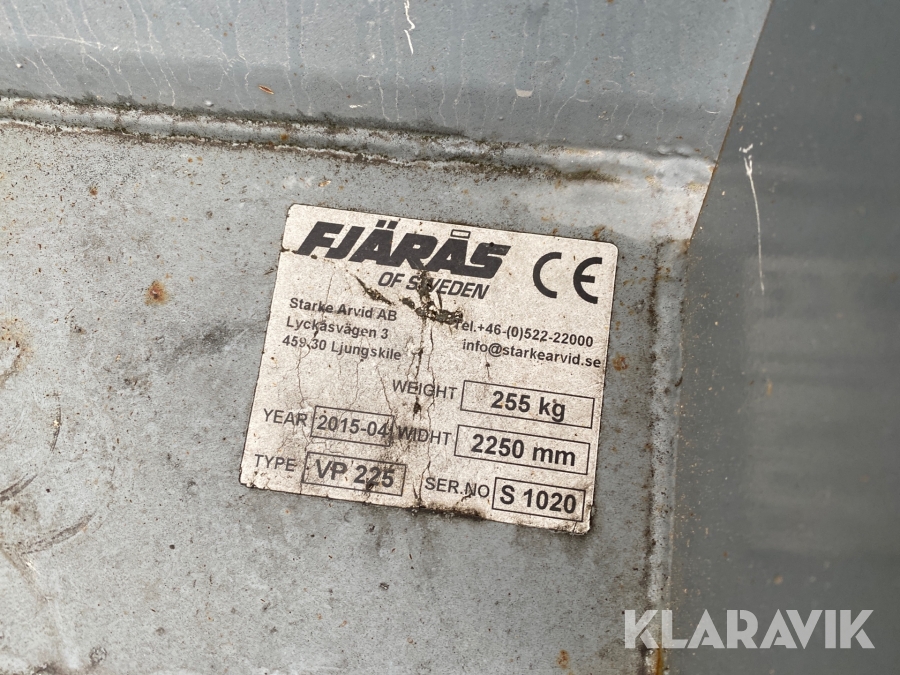 FJÄRÅS
OF SWEDEN
CE
Starke Arvid AB
Lyckåsvägen 3
459 30 Ljungskile
Tel.+46-(0)522-22000
info@starkearvid.se
WEIGHT 255 kg
YEAR 2015-04 WIDHT 2250 mm
TYPE VP 225 SER.NO S 1020
KLARAVIK